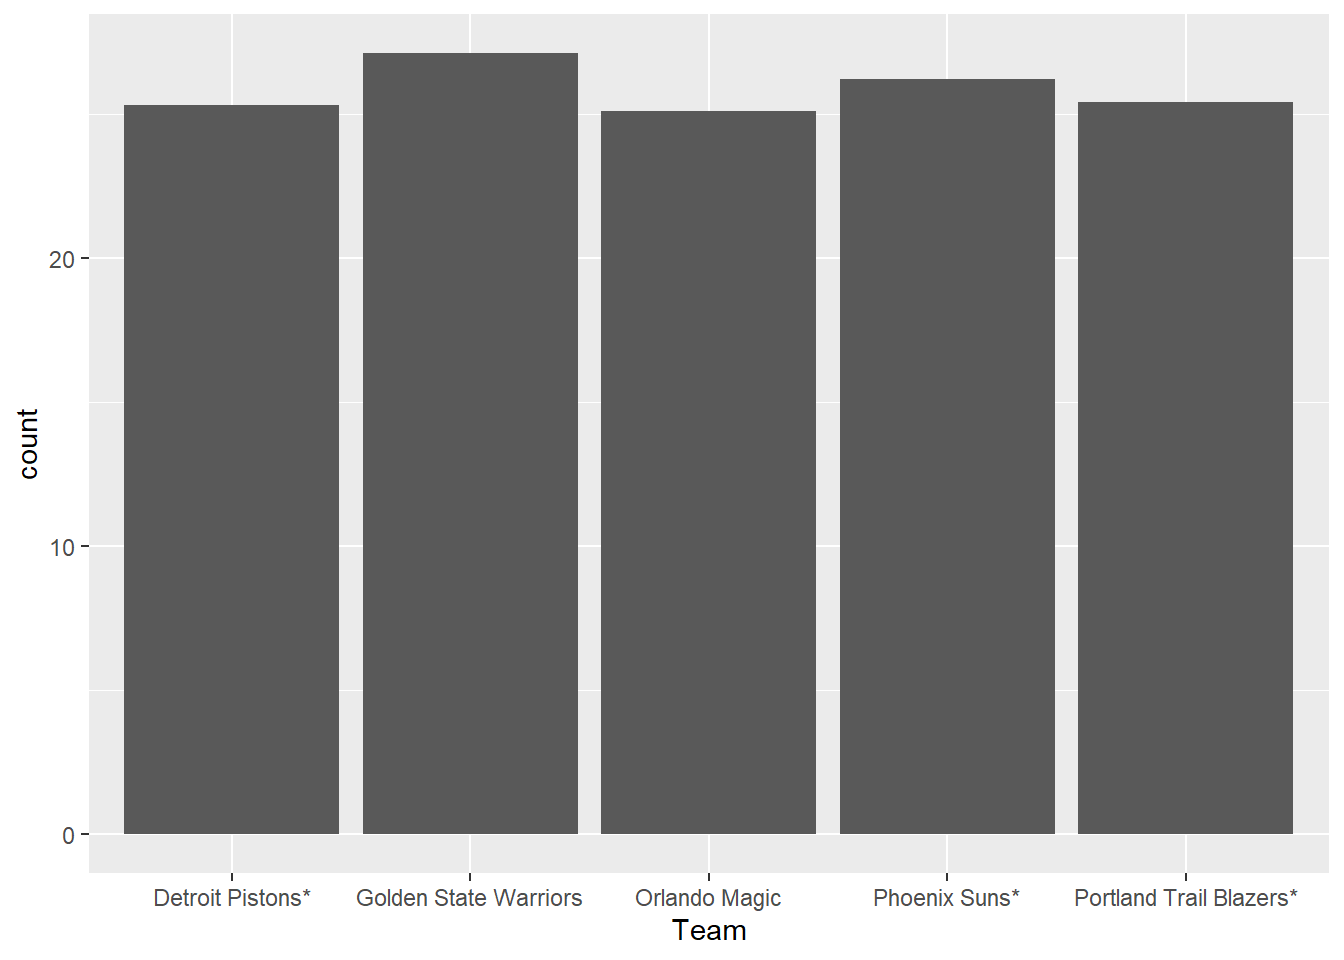 20
10
0
count
Detroit Pistons* Golden State Warriors Orlando Magic Phoenix Suns* Portland Trail Blazers*
Team